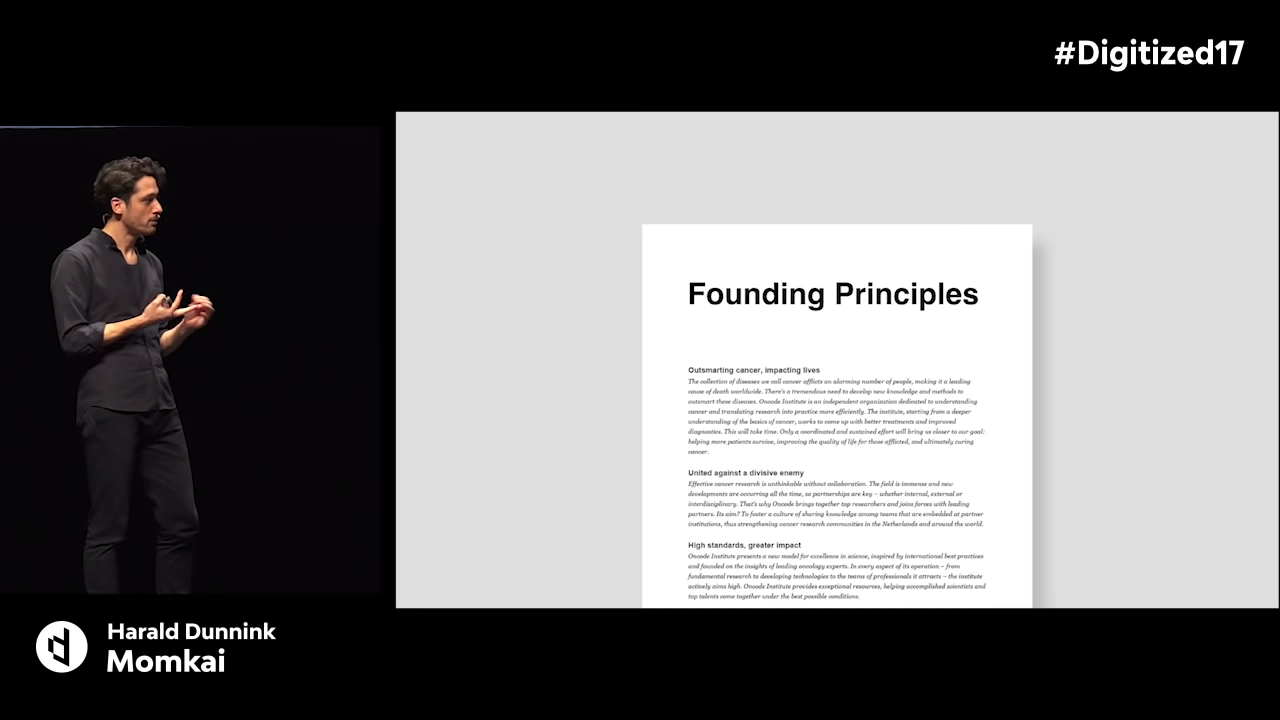 #Digitized17
Founding Principles
Outsmarting cancer, impacting lives
The collection of diseases we call cancer afflicts an alarming number of people, making it a leading
cause of death worldwide. There's a tremendous need to develop new knowledge and methods to
outsmart these diseases. Oncode Institute is an independent organization dedicated to understanding
cancer and translating research into practice more efficiently. The institute, starting from a deeper
understanding of the basics of cancer, works to come up with better treatments and improved
diagnostics. This will take time. Only a coordinated and sustained effort will bring us closer to our goal:
helping more patients survive, improving the quality of life for those afflicted, and ultimately curing
cancer.
United against a divisive enemy
Effective cancer research is unthinkable without collaboration. The field is immense and new
developments are occurring all the time, so partnerships are key – whether internal, external or
interdisciplinary. That's why Oncode brings together top researchers and joins forces with leading
partners. Its aim? To foster a culture of sharing knowledge among teams that are embedded at partner
institutions, thus strengthening cancer research communities in the Netherlands and around the world.
High standards, greater impact
Oncode Institute presents a new model for excellence in science, inspired by international best practices
and founded on the insights of leading oncology experts. In every aspect of its operation – from
fundamental research to developing technologies to the teams of professionals it attracts – the institute
actively aims high. Oncode Institute provides exceptional resources, helping accomplished scientists and
top talents come together under the best possible conditions.
Harald Dunnink
Momkai